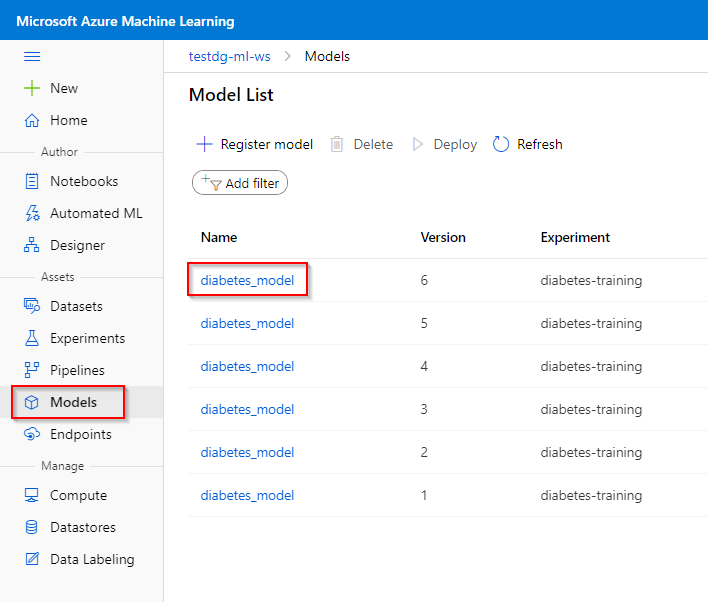 Microsoft Azure Machine Learning
New
Home
Author
Notebooks
Automated ML
Designer
Assets
Datasets
Experiments
Pipelines
Models
Endpoints
Manage
Compute
Datastores
Data Labeling
testdg-ml-ws > Models
Model List
Register model Delete Deploy Refresh
Add filter
Name Version Experiment
diabetes_model 6 diabetes-training
diabetes_model 5 diabetes-training
diabetes_model 4 diabetes-training
diabetes_model 3 diabetes-training
diabetes_model 2 diabetes-training
diabetes_model 1 diabetes-training